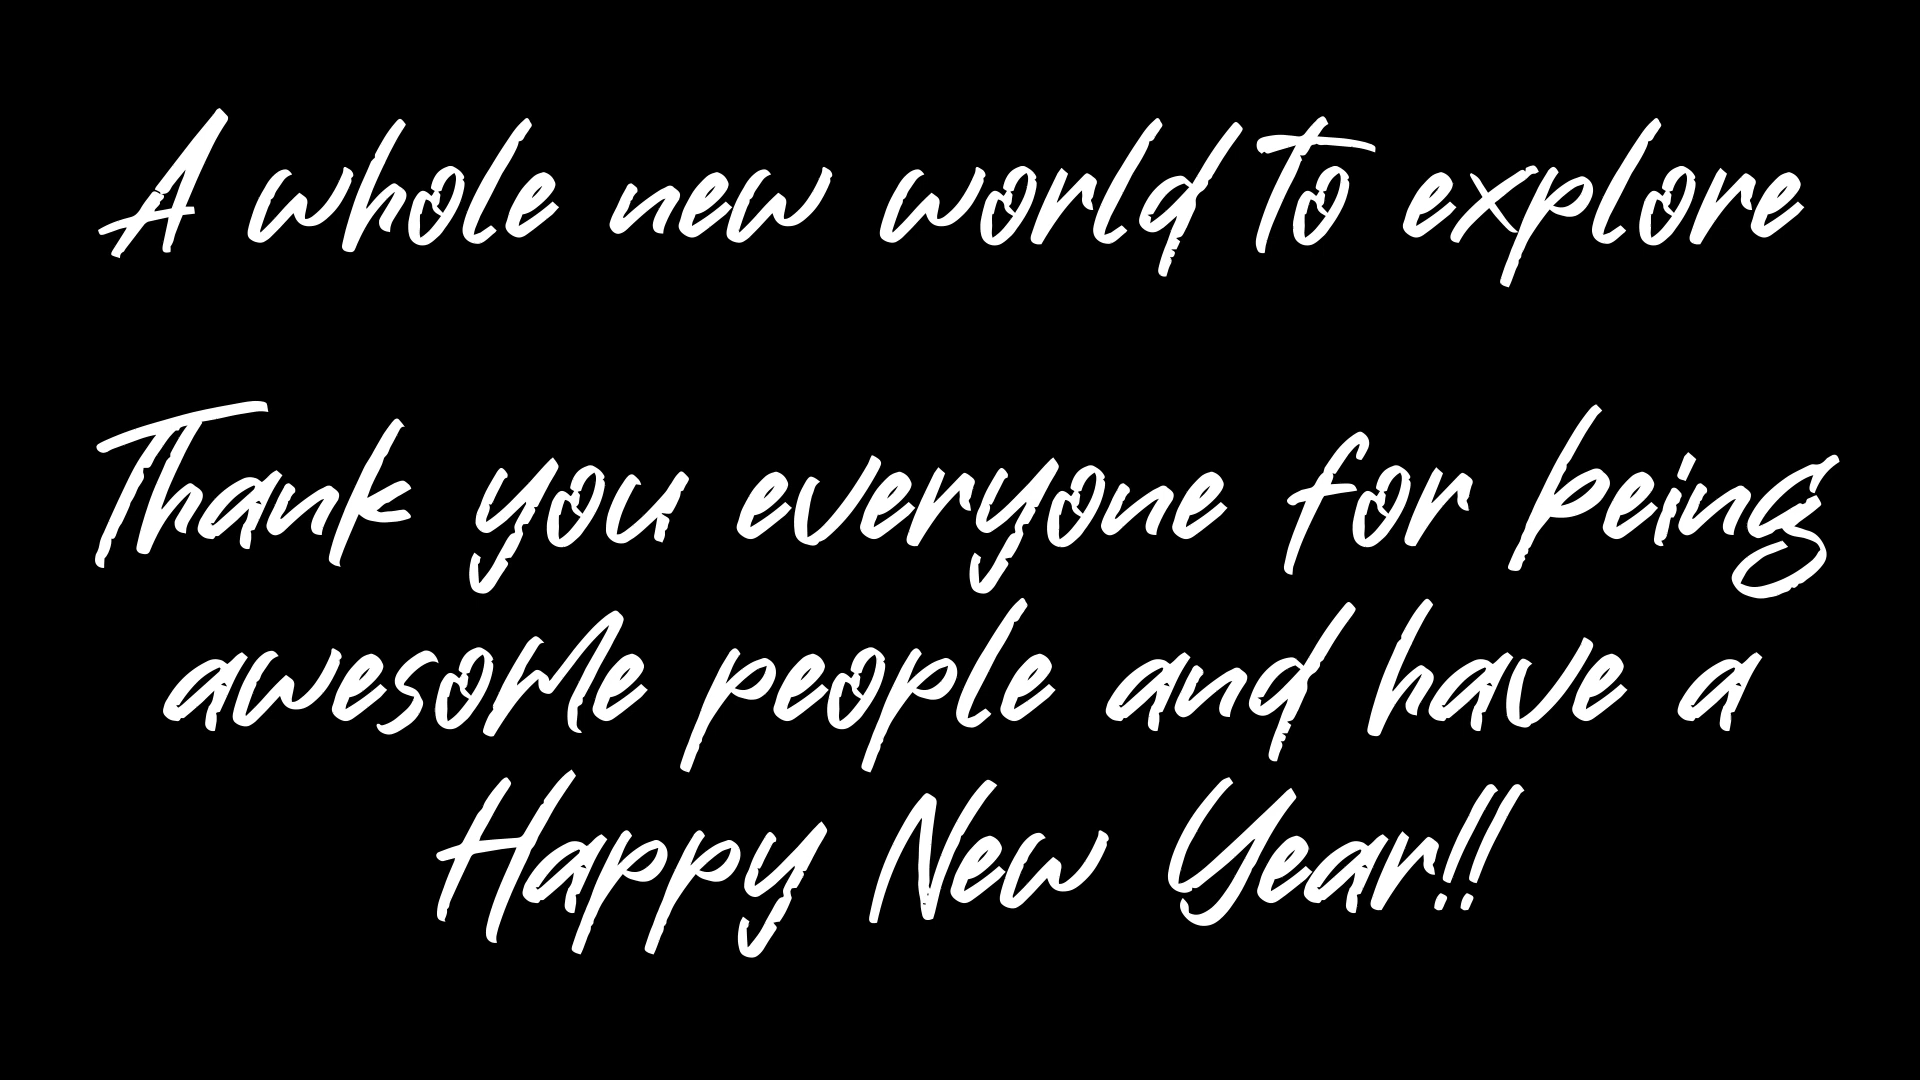 A whole new world to explore
Thank you everyone for being
awesome people and have a
Happy New Year!!